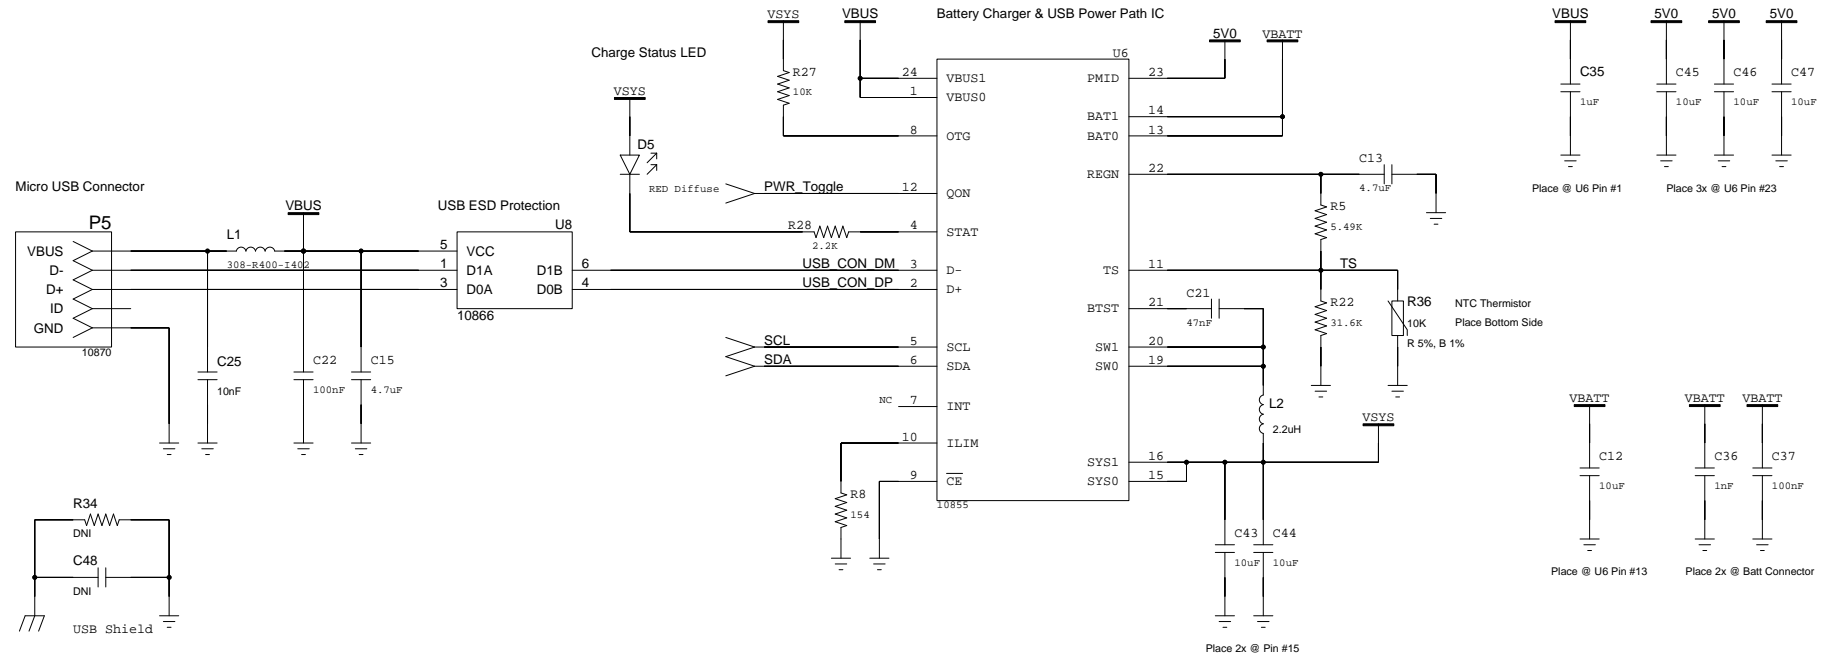 Battery Charger & USB Power Path IC
Charge Status LED
VSYS
VBUS
R27
10K
VSYS
D5
RED Diffuse
PWR_Toggle
R28
2.2K
Micro USB Connector
P5
VBUS
D-
D+
ID
GND
10870
L1
308-R400-I402
VBUS
C25
10nF
C22
100nF
C15
4.7uF
USB ESD Protection
U8
5 VCC
1 D1A
3 D0A
D1B 6
D0B 4
10866
USB_CON_DM
USB_CON_DP
SCL
SDA
NC
R8
154
U6
24 VBUS1
1 VBUS0
8 OTG
12 QON
4 STAT
3 D-
2 D+
5 SCL
6 SDA
7 INT
10 ILIM
9 CE
10855
PMID 23
BAT1 14
BAT0 13
REGN 22
TS 11
BTST 21
SW1 20
SW0 19
SYS1 16
SYS0 15
5V0
VBATT
C13
4.7uF
R5
5.49K
TS
R22
31.6K
R36
10K
R 5%, B 1%
NTC Thermistor
Place Bottom Side
C21
47nF
L2
2.2uH
VSYS
C43
10uF
C44
10uF
Place 2x @ Pin #15
VBUS
C35
1uF
Place @ U6 Pin #1
5V0
5V0
5V0
C45
10uF
C46
10uF
C47
10uF
Place 3x @ U6 Pin #23
VBATT
C12
10uF
Place @ U6 Pin #13
VBATT
VBATT
C36
1nF
C37
100nF
Place 2x @ Batt Connector
R34
DNI
C48
DNI
USB Shield